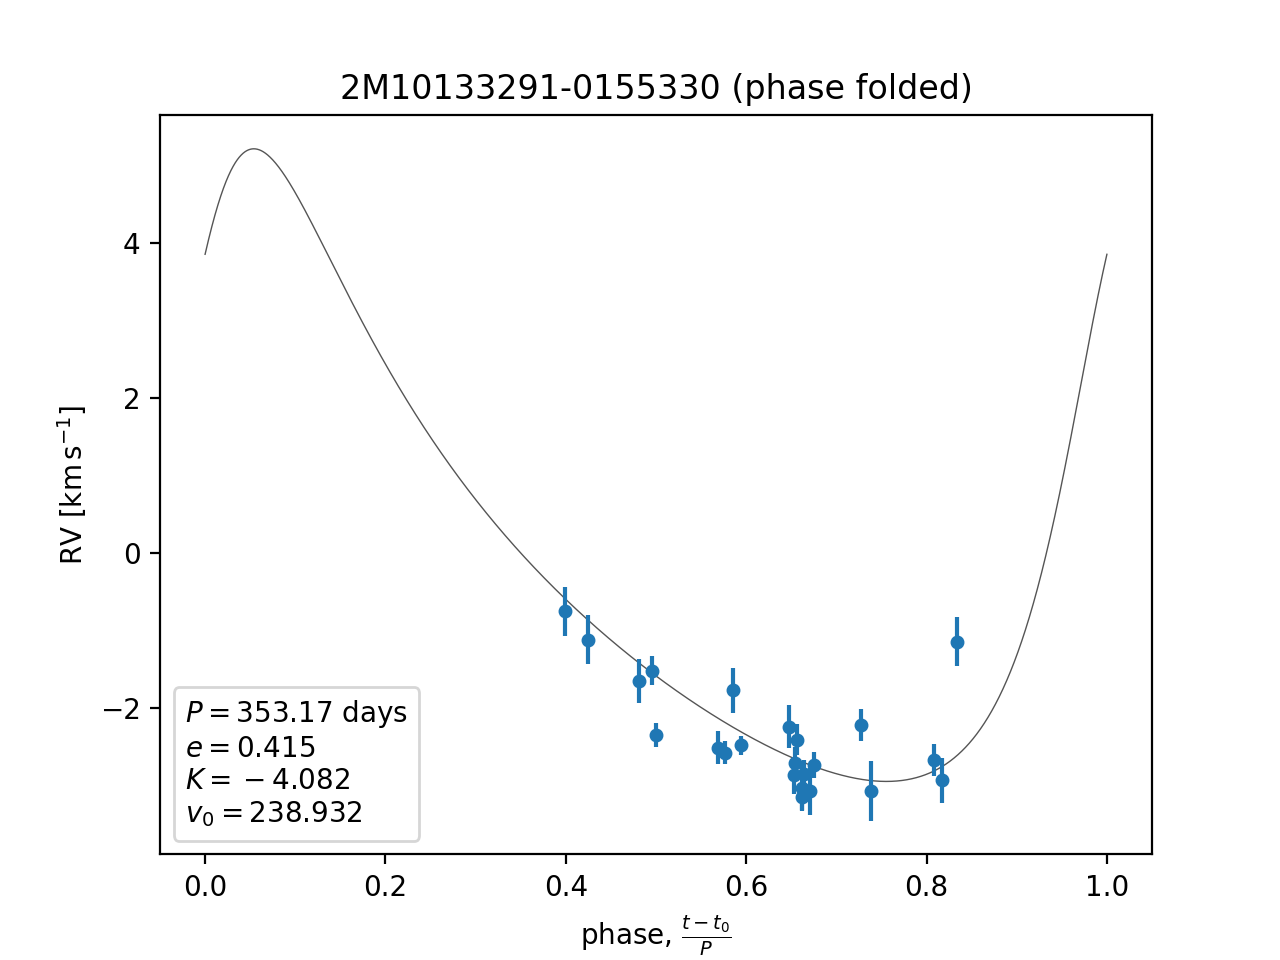 2M10133291-0155330 (phase folded)
RV [km s⁻¹]
4
2
0
−2
P = 353.17 days
e = 0.415
K = −4.082
v₀ = 238.932
0.0 0.2 0.4 0.6 0.8 1.0
phase, (t − t₀)/P